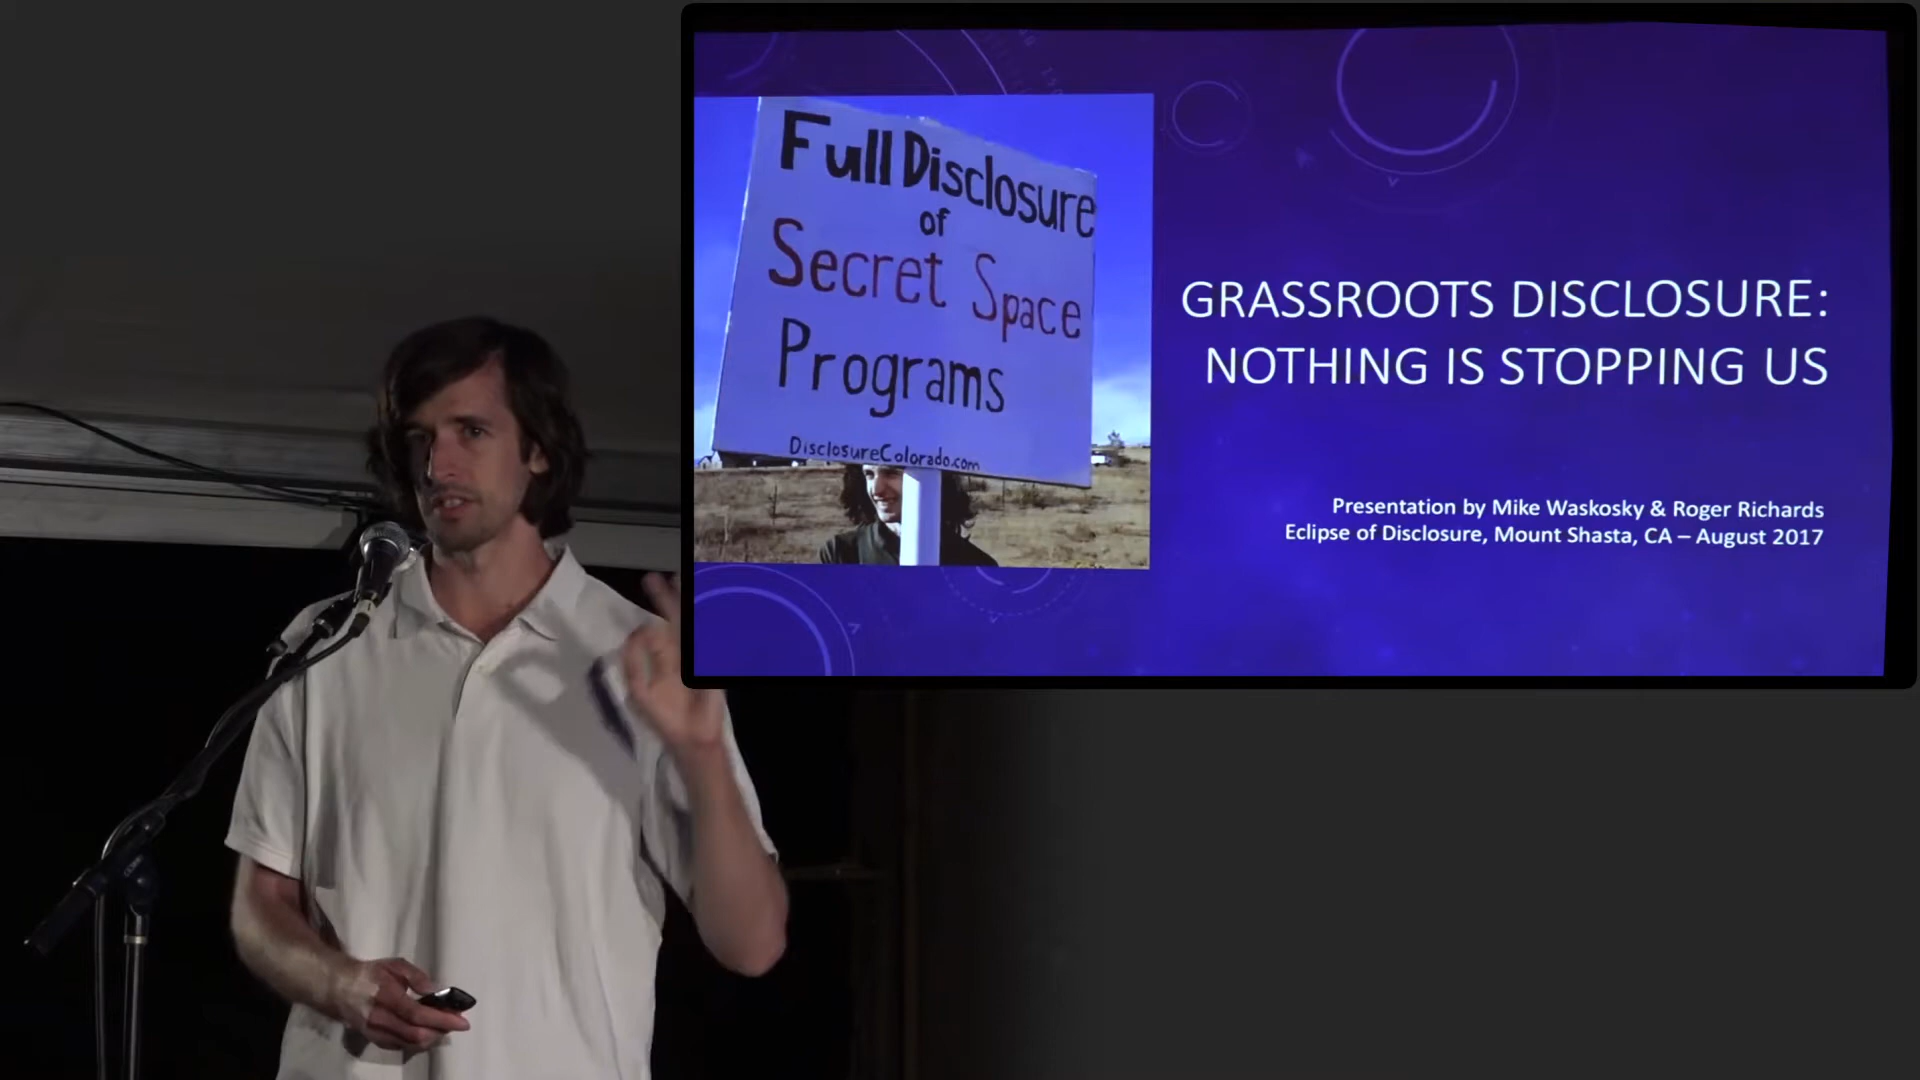 Full Disclosure
of
Secret Space
Programs
DisclosureColorado.com
GRASSROOTS DISCLOSURE:
NOTHING IS STOPPING US
Presentation by Mike Waskosky & Roger Richards
Eclipse of Disclosure, Mount Shasta, CA – August 2017